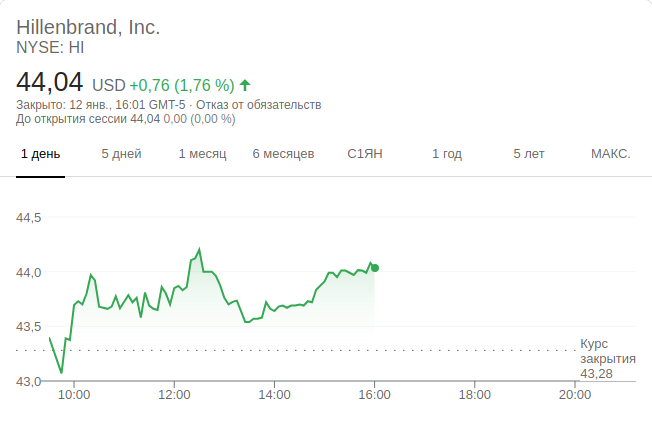 Hillenbrand, Inc.
NYSE: HI
44,04 USD +0,76 (1,76 %)
Закрыто: 12 янв., 16:01 GMT-5 · Отказ от обязательств
До открытия сессии 44,04 0,00 (0,00 %)
1 день 5 дней 1 месяц 6 месяцев С1ЯН 1 год 5 лет МАКС.
44,5
44,0
43,5
43,0
Курс
закрытия
43,28
10:00 12:00 14:00 16:00 18:00 20:00